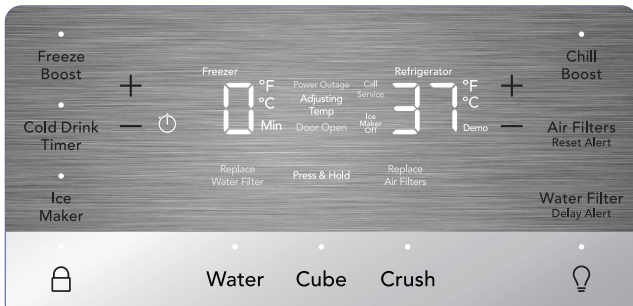 Freeze
Boost
Cold Drink
Timer
Ice
Maker
Freezer
0
°F
°C
Min
Power Outage
Adjusting
Temp
Door Open
Call
Service
Ice
Maker
Off
Refrigerator
37
°F
°C
Demo
Replace
Water Filter
Press & Hold
Replace
Air Filters
Chill
Boost
Air Filters
Reset Alert
Water Filter
Delay Alert
Water Cube Crush